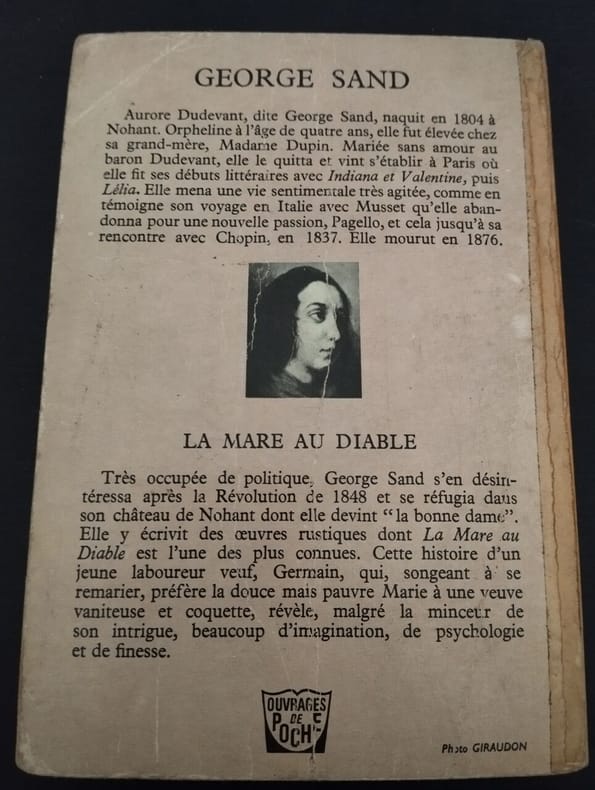 GEORGE SAND
Aurore Dudevant, dite George Sand, naquit en 1804 à
Nohant. Orpheline à l'âge de quatre ans, elle fut élevée chez
sa grand-mère, Madame Dupin. Mariée sans amour au
baron Dudevant, elle le quitta et vint s'établir à Paris où
elle fit ses débuts littéraires avec Indiana et Valentine, puis
Lélia. Elle mena une vie sentimentale très agitée, comme en
témoigne son voyage en Italie avec Musset qu'elle aban-
donna pour une nouvelle passion, Pagello, et cela jusqu'à sa
rencontre avec Chopin, en 1837. Elle mourut en 1876.
LA MARE AU DIABLE
Très occupée de politique, George Sand s'en désin-
téressa après la Révolution de 1848 et se réfugia dans
son château de Nohant dont elle devint "la bonne dame".
Elle y écrivit des œuvres rustiques dont La Mare au
Diable est l'une des plus connues. Cette histoire d'un
jeune laboureur veuf, Germain, qui, songeant à se
remarier, préfère la douce mais pauvre Marie à une veuve
vaniteuse et coquette, révèle, malgré la minceur de
son intrigue, beaucoup d'imagination, de psychologie
et de finesse.
OUVRAGES
DE
POCHE
Photo GIRAUDON